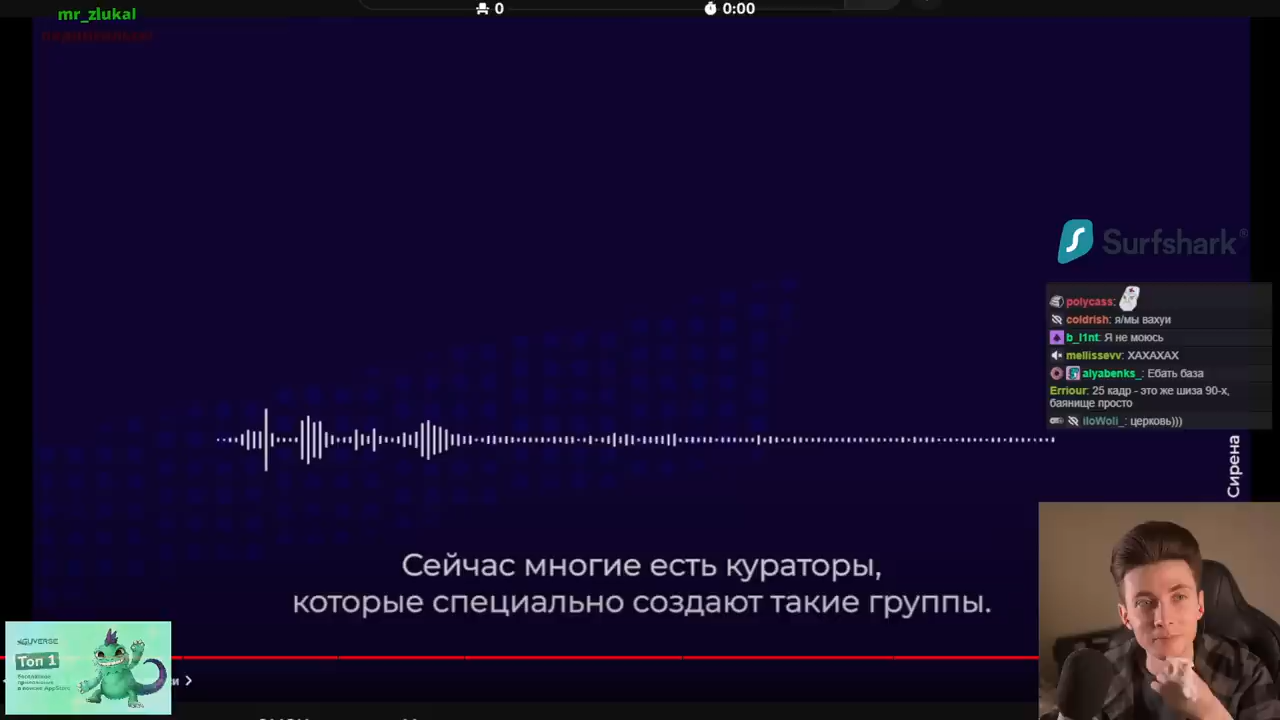 mr_zlukal
0
0:00
Surfshark®
polycass:
coldrish: я/мы вахуи
b_l1nt: Я не моюсь
mellissevv: ХАХАХАХ
alyabenks_: Ебать база
Erriour: 25 кадр - это же шиза 90-х,
баянище просто
iloWoli_: церковь)))
Сирена
Сейчас многие есть кураторы,
которые специально создают такие группы.
AGUVERSE
Топ 1